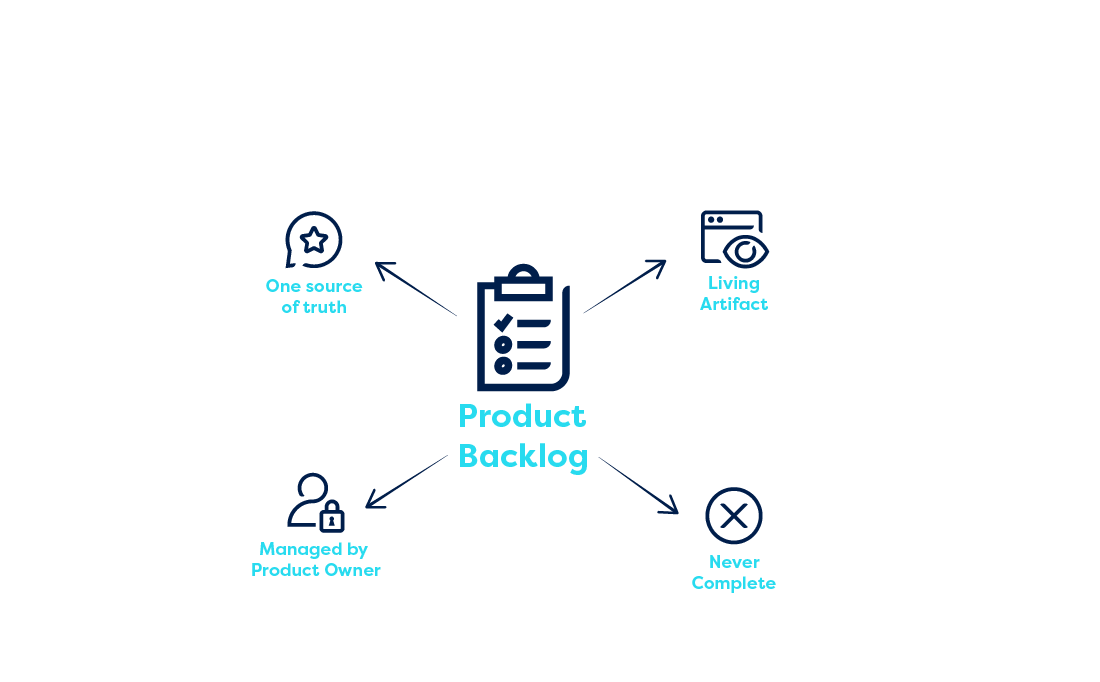 One source
of truth
Living
Artifact
Product
Backlog
Managed by
Product Owner
Never
Complete